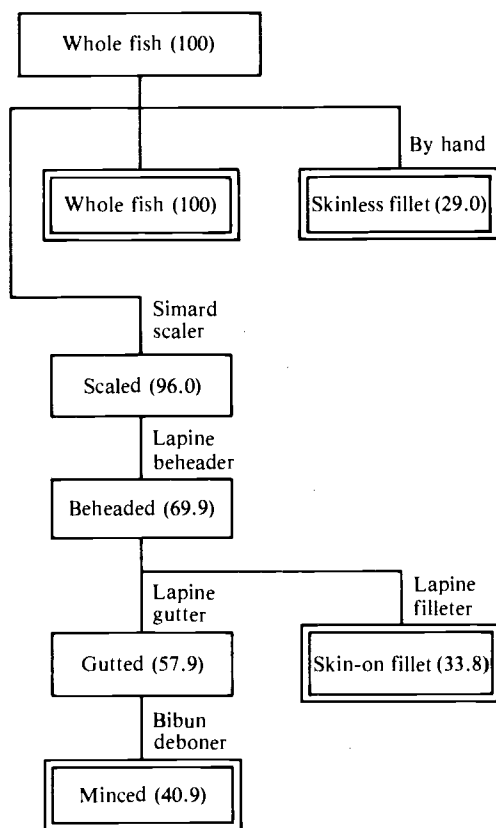 Whole fish (100)
By hand
Whole fish (100)
Skinless fillet (29.0)
Simard
scaler
Scaled (96.0)
Lapine
beheader
Beheaded (69.9)
Lapine
gutter
Lapine
filleter
Gutted (57.9)
Skin-on fillet (33.8)
Bibun
deboner
Minced (40.9)